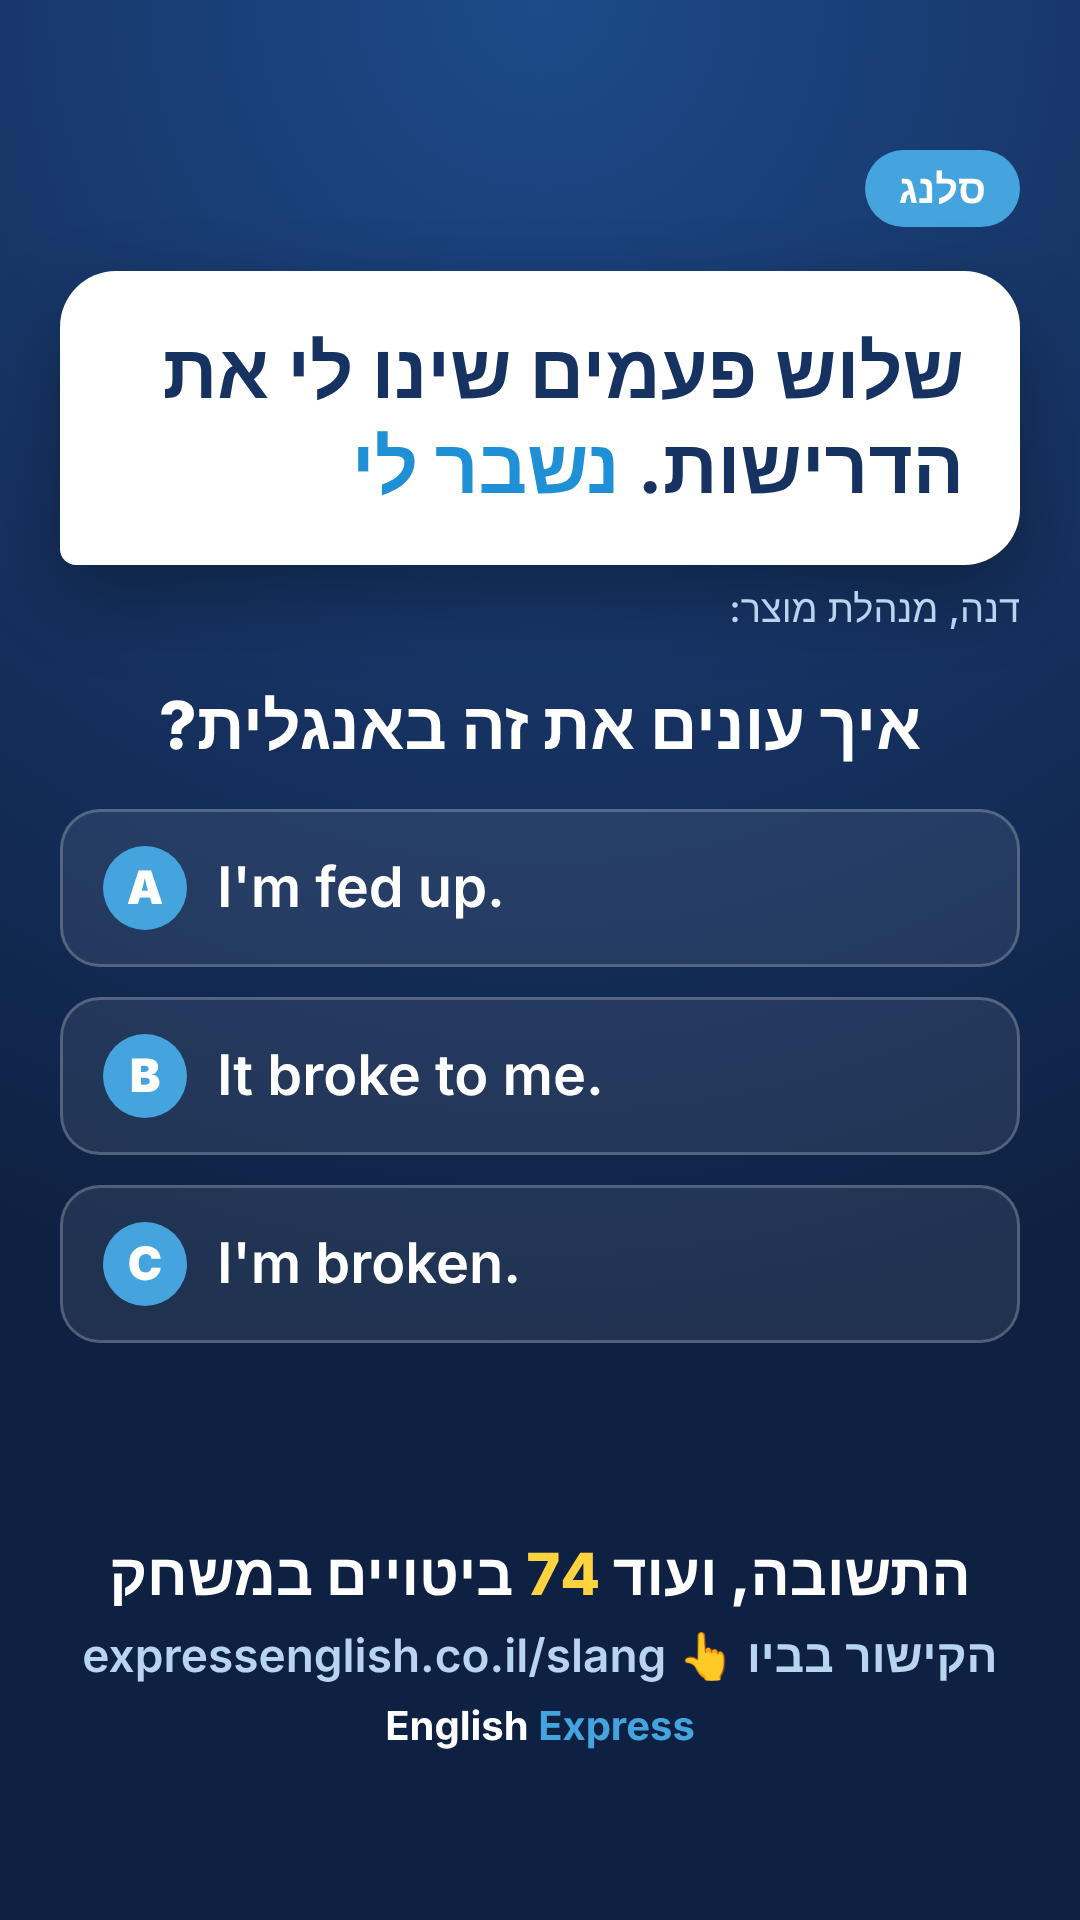 סלנג
שלוש פעמים שינו לי את
הדרישות. נשבר לי
דנה, מנהלת מוצר:
איך עונים את זה באנגלית?
A I'm fed up.
B It broke to me.
C I'm broken.
התשובה, ועוד 74 ביטויים במשחק
הקישור בביו 👆 expressenglish.co.il/slang
English Express